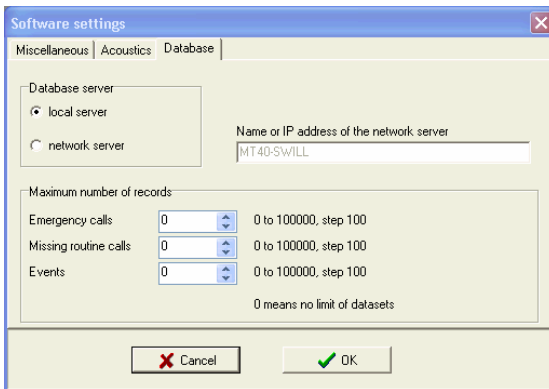 Software settings
Miscellaneous Acoustics Database
Database server
local server
network server
Name or IP address of the network server
MT40-SWILL
Maximum number of records
Emergency calls 0 0 to 100000, step 100
Missing routine calls 0 0 to 100000, step 100
Events 0 0 to 100000, step 100
0 means no limit of datasets
Cancel OK